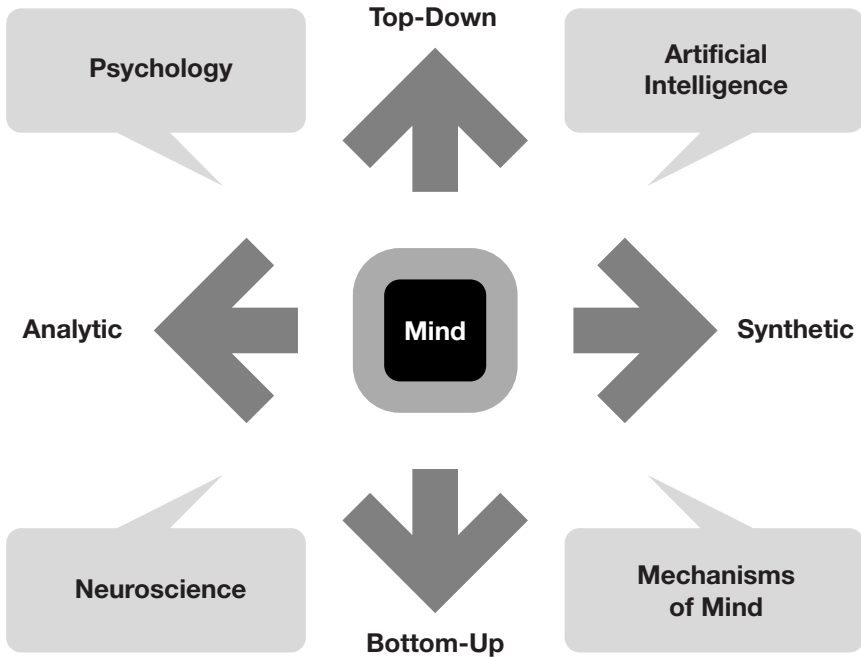 Top-Down
Psychology
Artificial
Intelligence
Analytic
Mind
Synthetic
Neuroscience
Mechanisms
of Mind
Bottom-Up